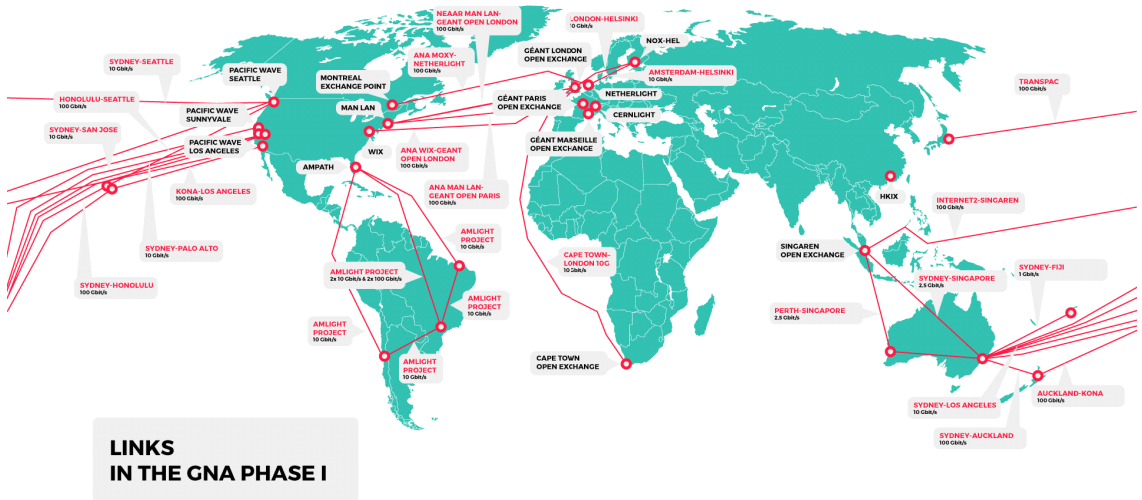 NEAAR MAN LAN-
GEANT OPEN LONDON
100 Gbit/s
LONDON-HELSINKI
10 Gbit/s
NOX-HEL
GÉANT LONDON
OPEN EXCHANGE
SYDNEY-SEATTLE
10 Gbit/s
PACIFIC WAVE
SEATTLE
MONTREAL
EXCHANGE POINT
ANA MOXY-
NETHERLIGHT
100 Gbit/s
AMSTERDAM-HELSINKI
10 Gbit/s
TRANSPAC
100 Gbit/s
HONOLULU-SEATTLE
100 Gbit/s
PACIFIC WAVE
SUNNYVALE
MAN LAN
GÉANT PARIS
OPEN EXCHANGE
NETHERLIGHT
CERNLIGHT
SYDNEY-SAN JOSE
10 Gbit/s
PACIFIC WAVE
LOS ANGELES
WIX
ANA WIX-GEANT
OPEN LONDON
100 Gbit/s
GÉANT MARSEILLE
OPEN EXCHANGE
AMPATH
KONA-LOS ANGELES
100 Gbit/s
ANA MAN LAN-
GEANT OPEN PARIS
100 Gbit/s
HKIX
INTERNET2-SINGAREN
100 Gbit/s
SYDNEY-PALO ALTO
10 Gbit/s
AMLIGHT
PROJECT
10 Gbit/s
CAPE TOWN-
LONDON 10G
10 Gbit/s
SINGAREN
OPEN EXCHANGE
SYDNEY-HONOLULU
100 Gbit/s
AMLIGHT PROJECT
2x 10 Gbit/s & 2x 100 Gbit/s
SYDNEY-SINGAPORE
2,5 Gbit/s
SYDNEY-FIJI
1 Gbit/s
AMLIGHT
PROJECT
10 Gbit/s
PERTH-SINGAPORE
2,5 Gbit/s
AMLIGHT
PROJECT
10 Gbit/s
AMLIGHT
PROJECT
10 Gbit/s
CAPE TOWN
OPEN EXCHANGE
AUCKLAND-KONA
100 Gbit/s
SYDNEY-LOS ANGELES
10 Gbit/s
SYDNEY-AUCKLAND
100 Gbit/s
LINKS
IN THE GNA PHASE I